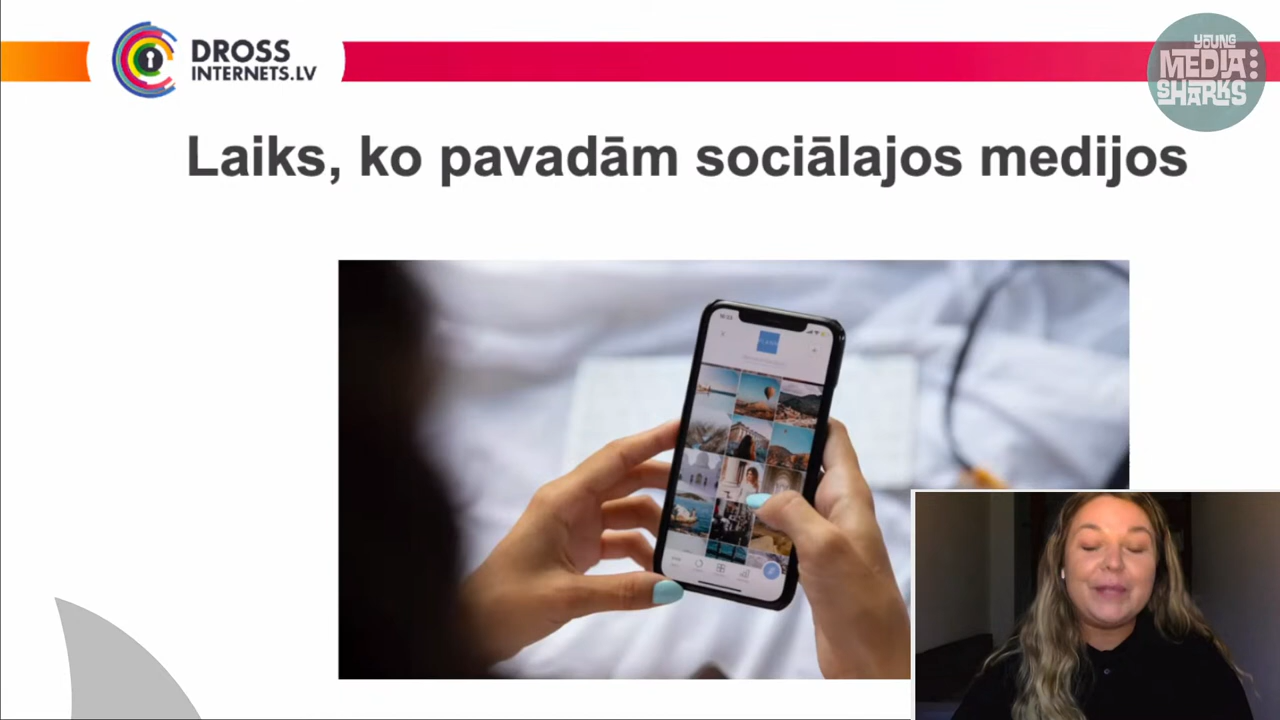 DROSS
INTERNETS.LV
YOUNG
MEDIA:
SHARKS
Laiks, ko pavadām sociālajos medijos